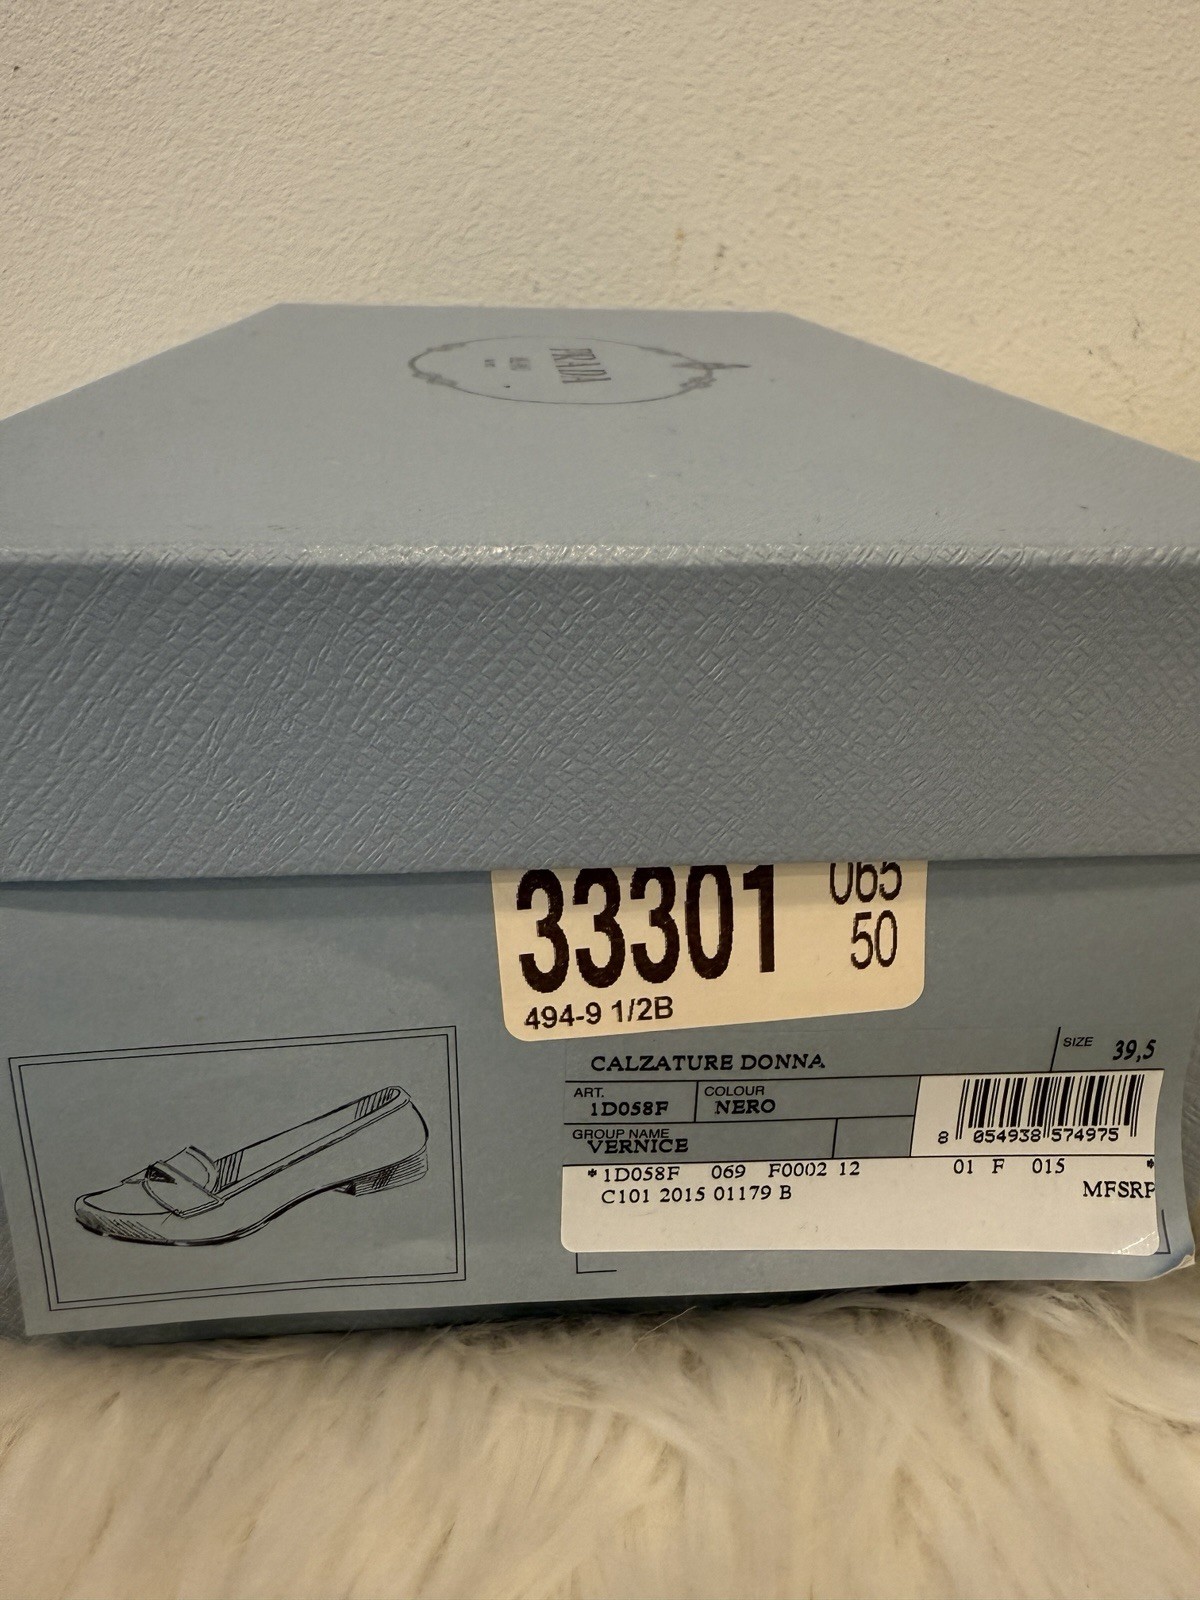 PRADA
33301
065
50
494-9 1/2B
CALZATURE DONNA
SIZE 39,5
ART.
1D058F
COLOUR
NERO
GROUP NAME
VERNICE
8 054938 574975
*1D058F 069 F0002 12 01 F 015 *
C101 2015 01179 B MFSRP